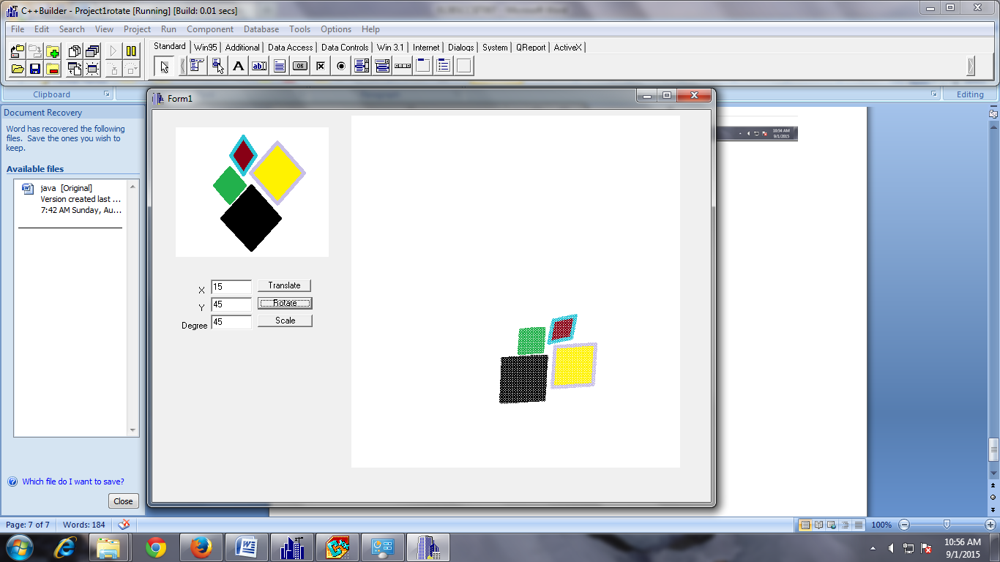 C++Builder - Project1rotate [Running] [Build: 0.01 secs]
File Edit Search View Project Run Component Database Tools Options Help
Standard Win95 Additional Data Access Data Controls Win 3.1 Internet Dialogs System QReport ActiveX
A ab OK
Clipboard Editing
Form1
Document Recovery
Word has recovered the following
files. Save the ones you wish to
keep.
Available files
java [Original]
Version created last ...
7:42 AM Sunday, Au...
10:54 AM
9/1/2015
X 15 Translate
Y 45 Rotate
Degree 45 Scale
Which file do I want to save?
Close
Page: 7 of 7 Words: 184 100%
10:56 AM
9/1/2015